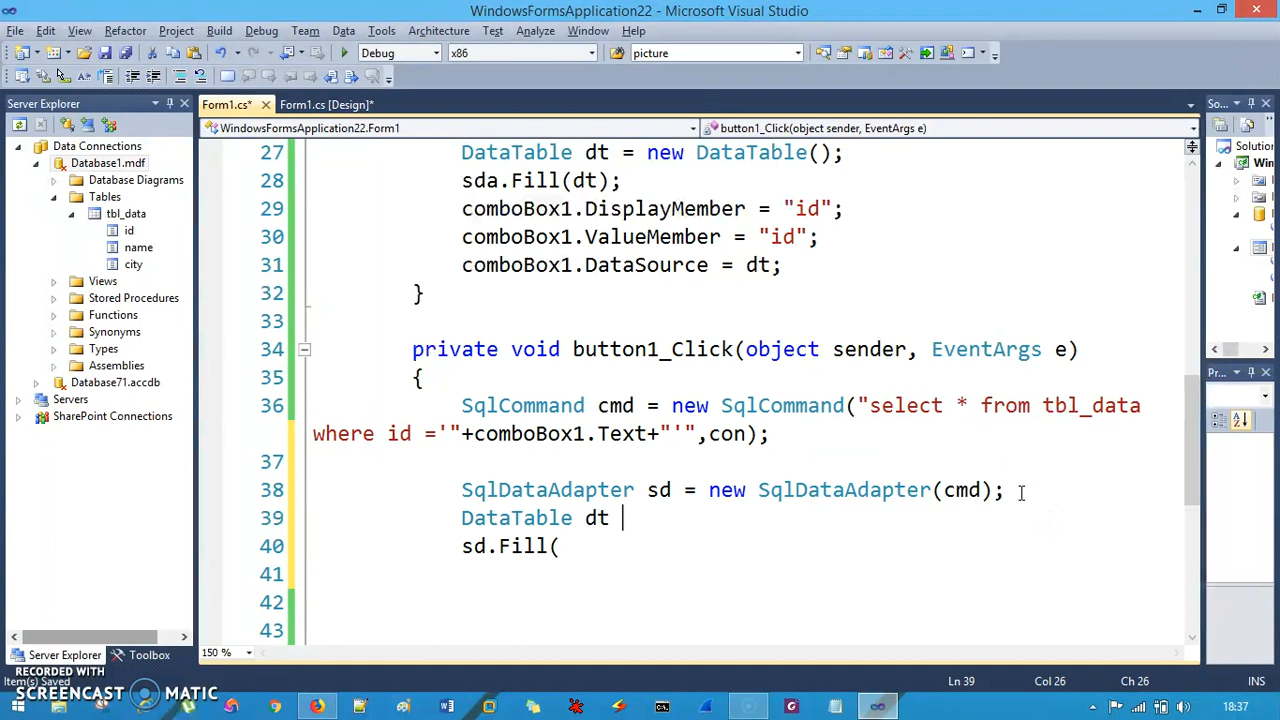 WindowsFormsApplication22 - Microsoft Visual Studio
File Edit View Refactor Project Build Debug Team Data Tools Architecture Test Analyze Window Help
Debug x86 picture
Server Explorer
Form1.cs* Form1.cs [Design]*
So...
WindowsFormsApplication22.Form1 button1_Click(object sender, EventArgs e)
Data Connections
Database1.mdf
Database Diagrams
Tables
tbl_data
id
name
city
Views
Stored Procedures
Functions
Synonyms
Types
Assemblies
Database71.accdb
Servers
SharePoint Connections
27 DataTable dt = new DataTable();
28 sda.Fill(dt);
29 comboBox1.DisplayMember = "id";
30 comboBox1.ValueMember = "id";
31 comboBox1.DataSource = dt;
32 }
33
34 private void button1_Click(object sender, EventArgs e)
35 {
36 SqlCommand cmd = new SqlCommand("select * from tbl_data
where id ='"+comboBox1.Text+"'",con);
37
38 SqlDataAdapter sd = new SqlDataAdapter(cmd);
39 DataTable dt
40 sd.Fill(
41
42
43
Solution
Win
Pr...
150 %
Server Explorer Toolbox
Item(s) Saved
Ln 39 Col 26 Ch 26 INS
RECORDED WITH
SCREENCAST MATIC
18:37